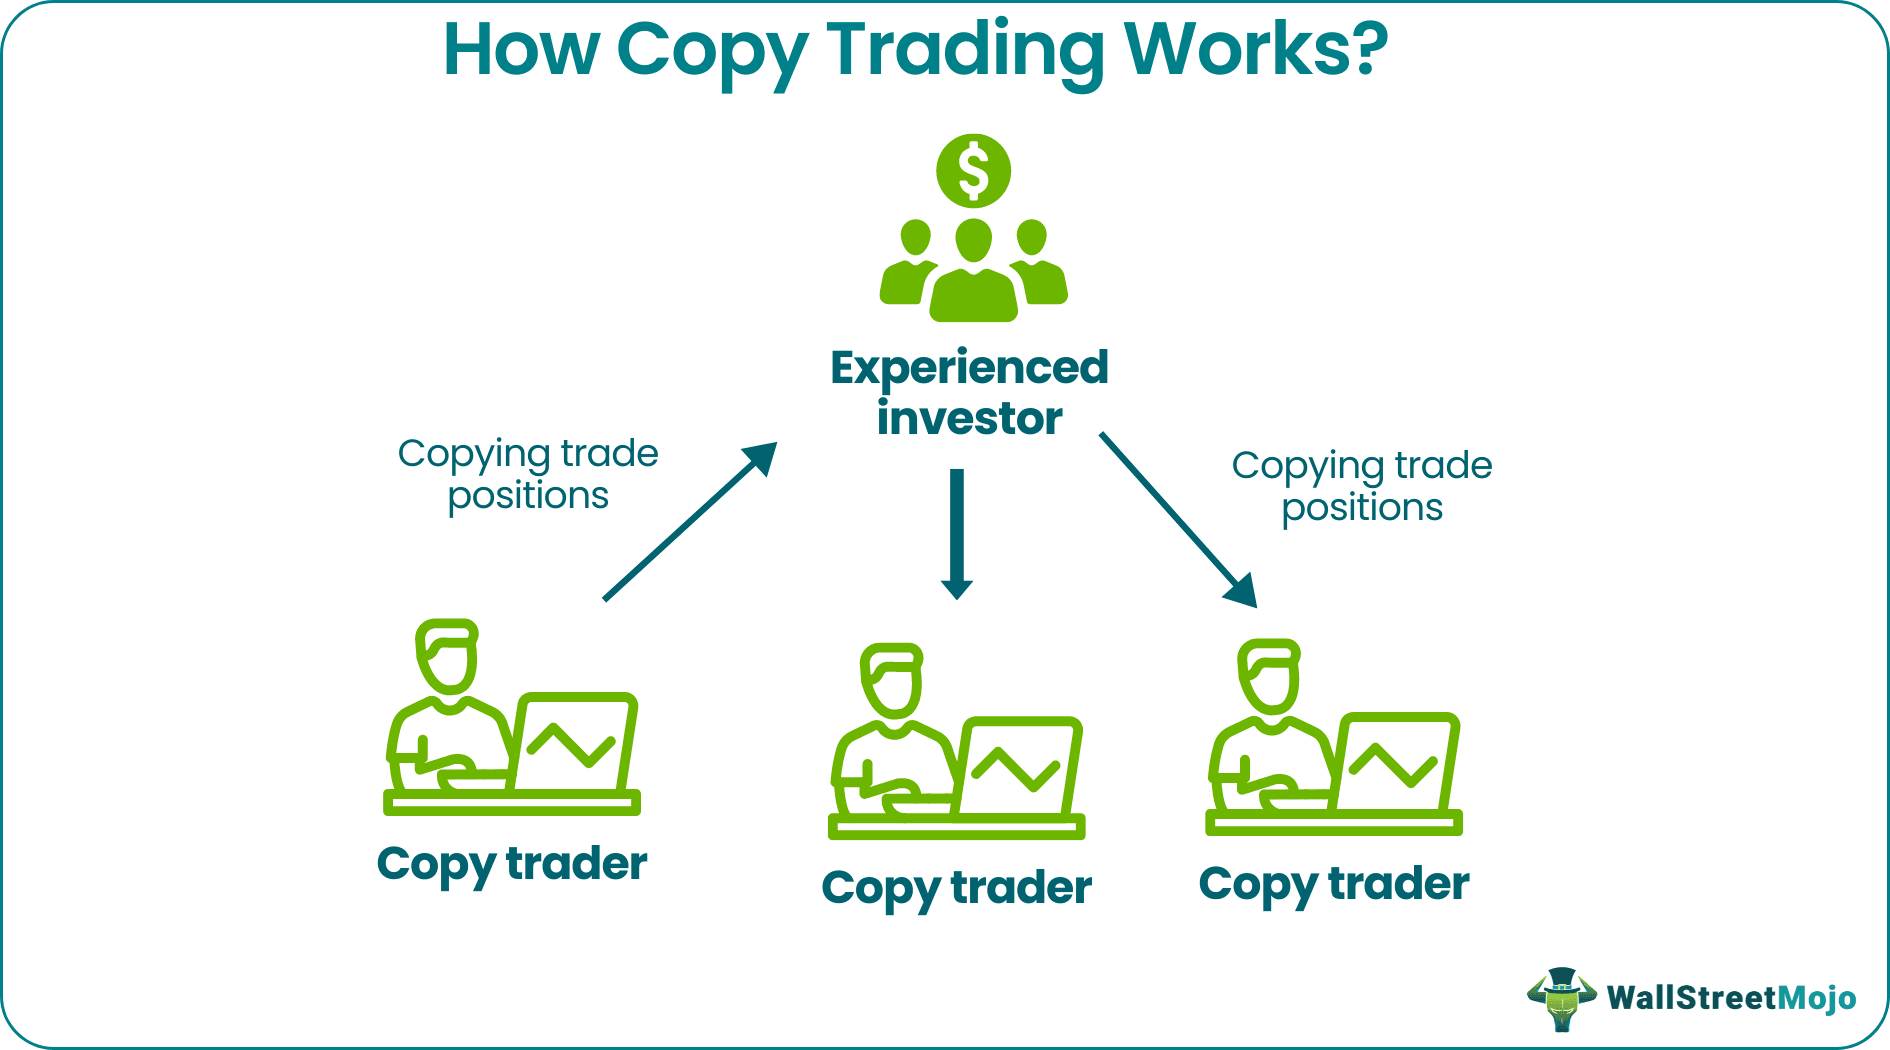 How Copy Trading Works?
$
Experienced
investor
Copying trade
positions
Copying trade
positions
Copy trader
Copy trader
Copy trader
WallStreetMojo